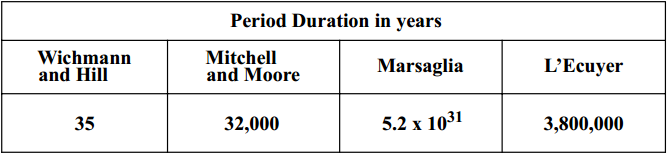 Period Duration in years
Wichmann and Hill
Mitchell and Moore
Marsaglia
L'Ecuyer
35
32,000
5.2 x 10^31
3,800,000